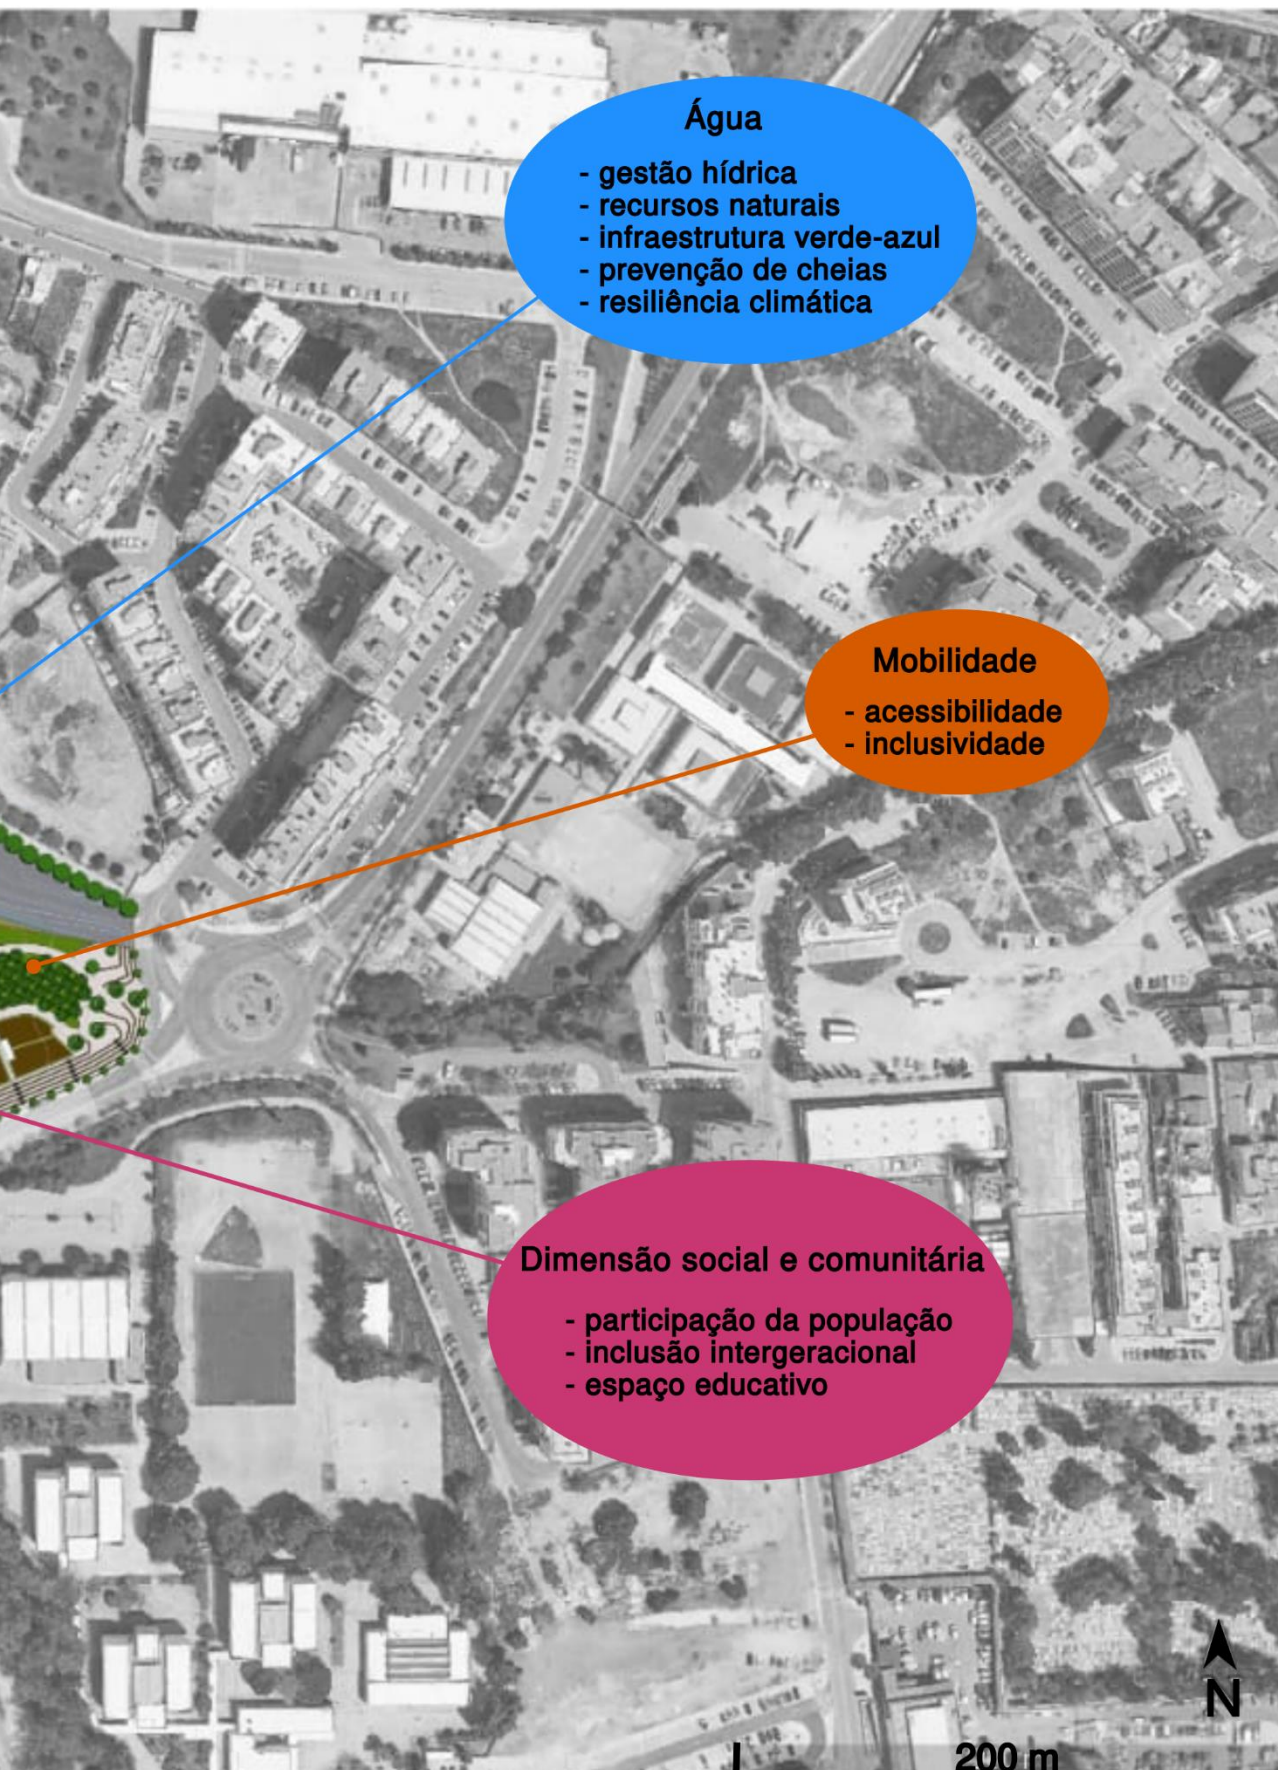 Água
- gestão hídrica
- recursos naturais
- infraestrutura verde-azul
- prevenção de cheias
- resiliência climática
Mobilidade
- acessibilidade
- inclusividade
Dimensão social e comunitária
- participação da população
- inclusão intergeracional
- espaço educativo
N
200 m